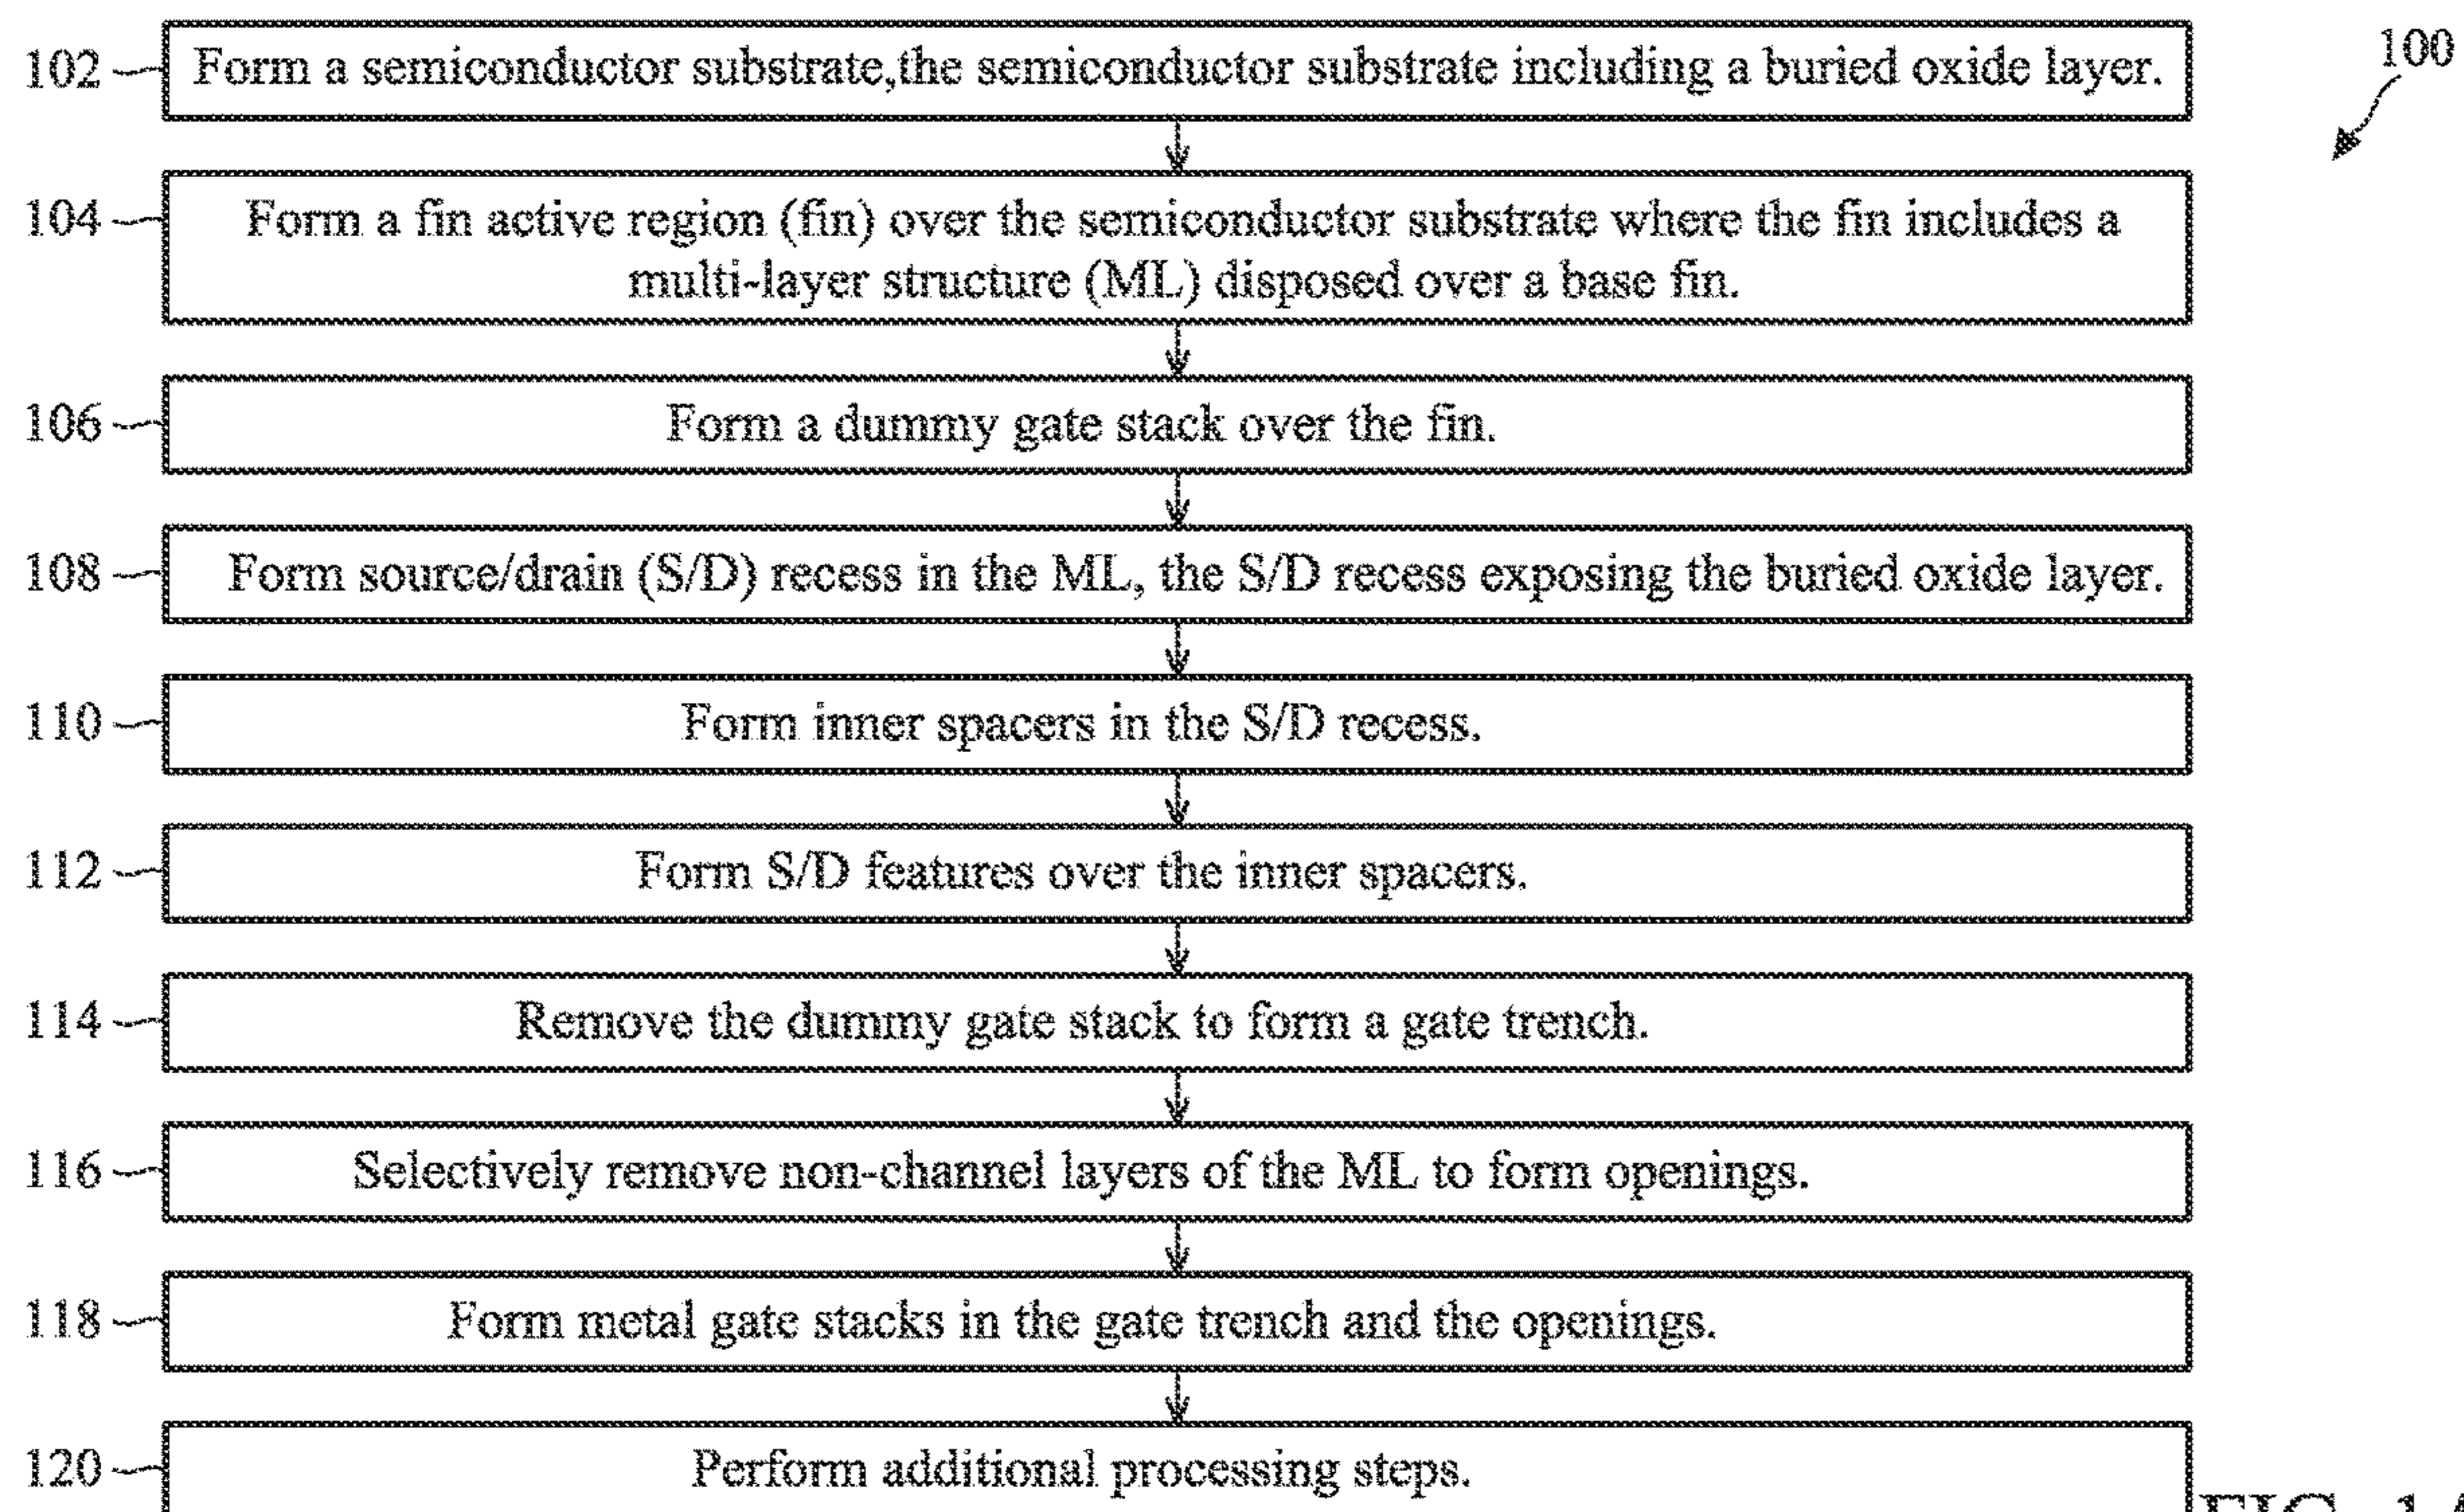 100
102 Form a semiconductor substrate,the semiconductor substrate including a buried oxide layer.
104 Form a fin active region (fin) over the semiconductor substrate where the fin includes a
multi-layer structure (ML) disposed over a base fin.
106 Form a dummy gate stack over the fin.
108 Form source/drain (S/D) recess in the ML, the S/D recess exposing the buried oxide layer.
110 Form inner spacers in the S/D recess.
112 Form S/D features over the inner spacers.
114 Remove the dummy gate stack to form a gate trench.
116 Selectively remove non-channel layers of the ML to form openings.
118 Form metal gate stacks in the gate trench and the openings.
120 Perform additional processing steps.
FIG.